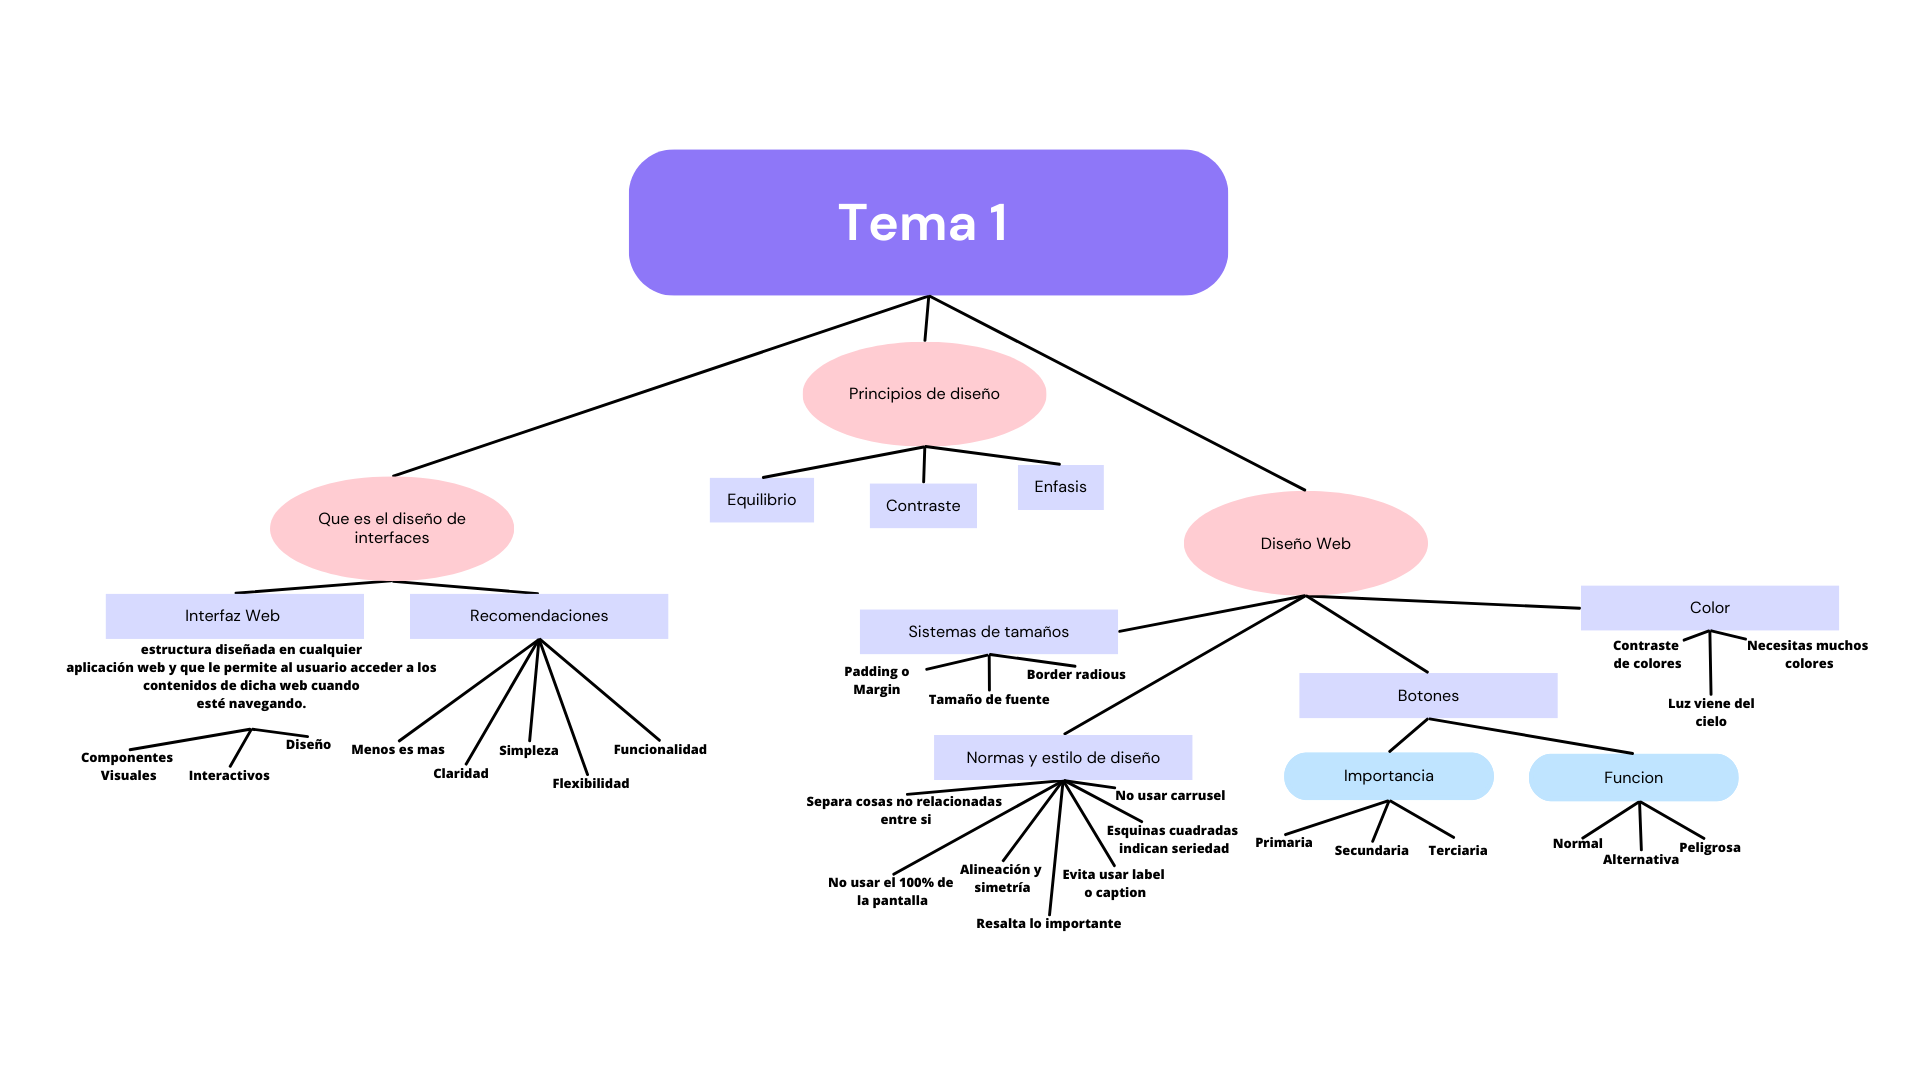 Tema 1
Principios de diseño
Equilibrio
Contraste
Enfasis
Que es el diseño de
interfaces
Interfaz Web
estructura diseñada en cualquier
aplicación web y que le permite al usuario acceder a los
contenidos de dicha web cuando
esté navegando.
Componentes
Visuales
Interactivos
Diseño
Recomendaciones
Menos es mas
Claridad
Simpleza
Flexibilidad
Funcionalidad
Diseño Web
Sistemas de tamaños
Padding o
Margin
Tamaño de fuente
Border radious
Normas y estilo de diseño
Separa cosas no relacionadas
entre si
No usar el 100% de
la pantalla
Alineación y
simetría
Resalta lo importante
Evita usar label
o caption
Esquinas cuadradas
indican seriedad
No usar carrusel
Botones
Importancia
Primaria
Secundaria
Terciaria
Funcion
Normal
Alternativa
Peligrosa
Color
Contraste
de colores
Luz viene del
cielo
Necesitas muchos
colores